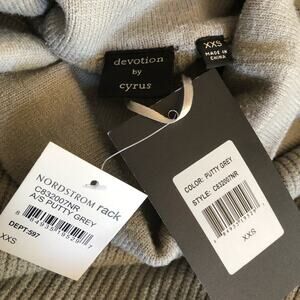 devotion
by
cyrus
XXS
MADE IN
CHINA
NORDSTROM rack
C832007NR
A/S PUTTY GREY
DEPT:597
XXS
COLOR: PUTTY GREY
STYLE: C832007NR
XXS